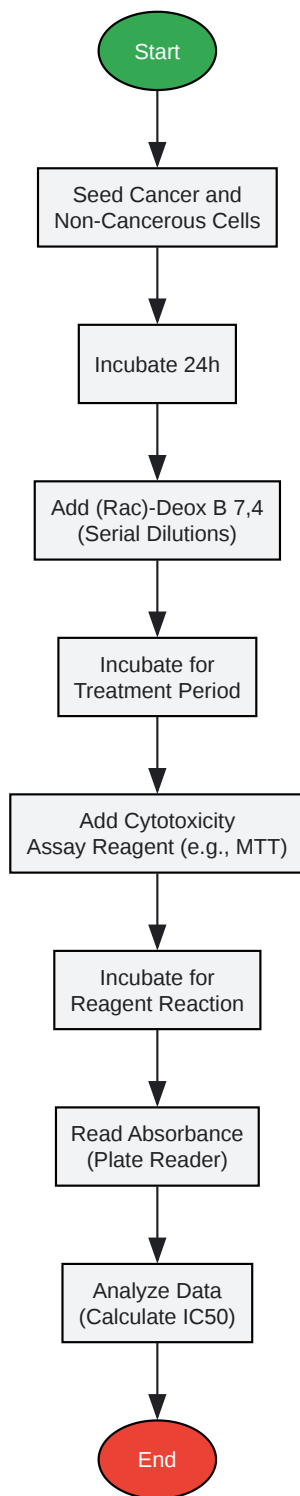 Start
Seed Cancer and
Non-Cancerous Cells
Incubate 24h
Add (Rac)-Deox B 7,4
(Serial Dilutions)
Incubate for
Treatment Period
Add Cytotoxicity
Assay Reagent (e.g., MTT)
Incubate for
Reagent Reaction
Read Absorbance
(Plate Reader)
Analyze Data
(Calculate IC50)
End